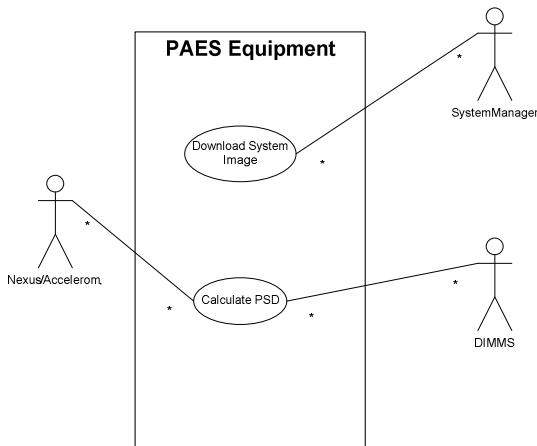 PAES Equipment
*
SystemManager
Download System
Image
*
*
Nexus/Accelerom.
Calculate PSD
*
*
*
DIMMS